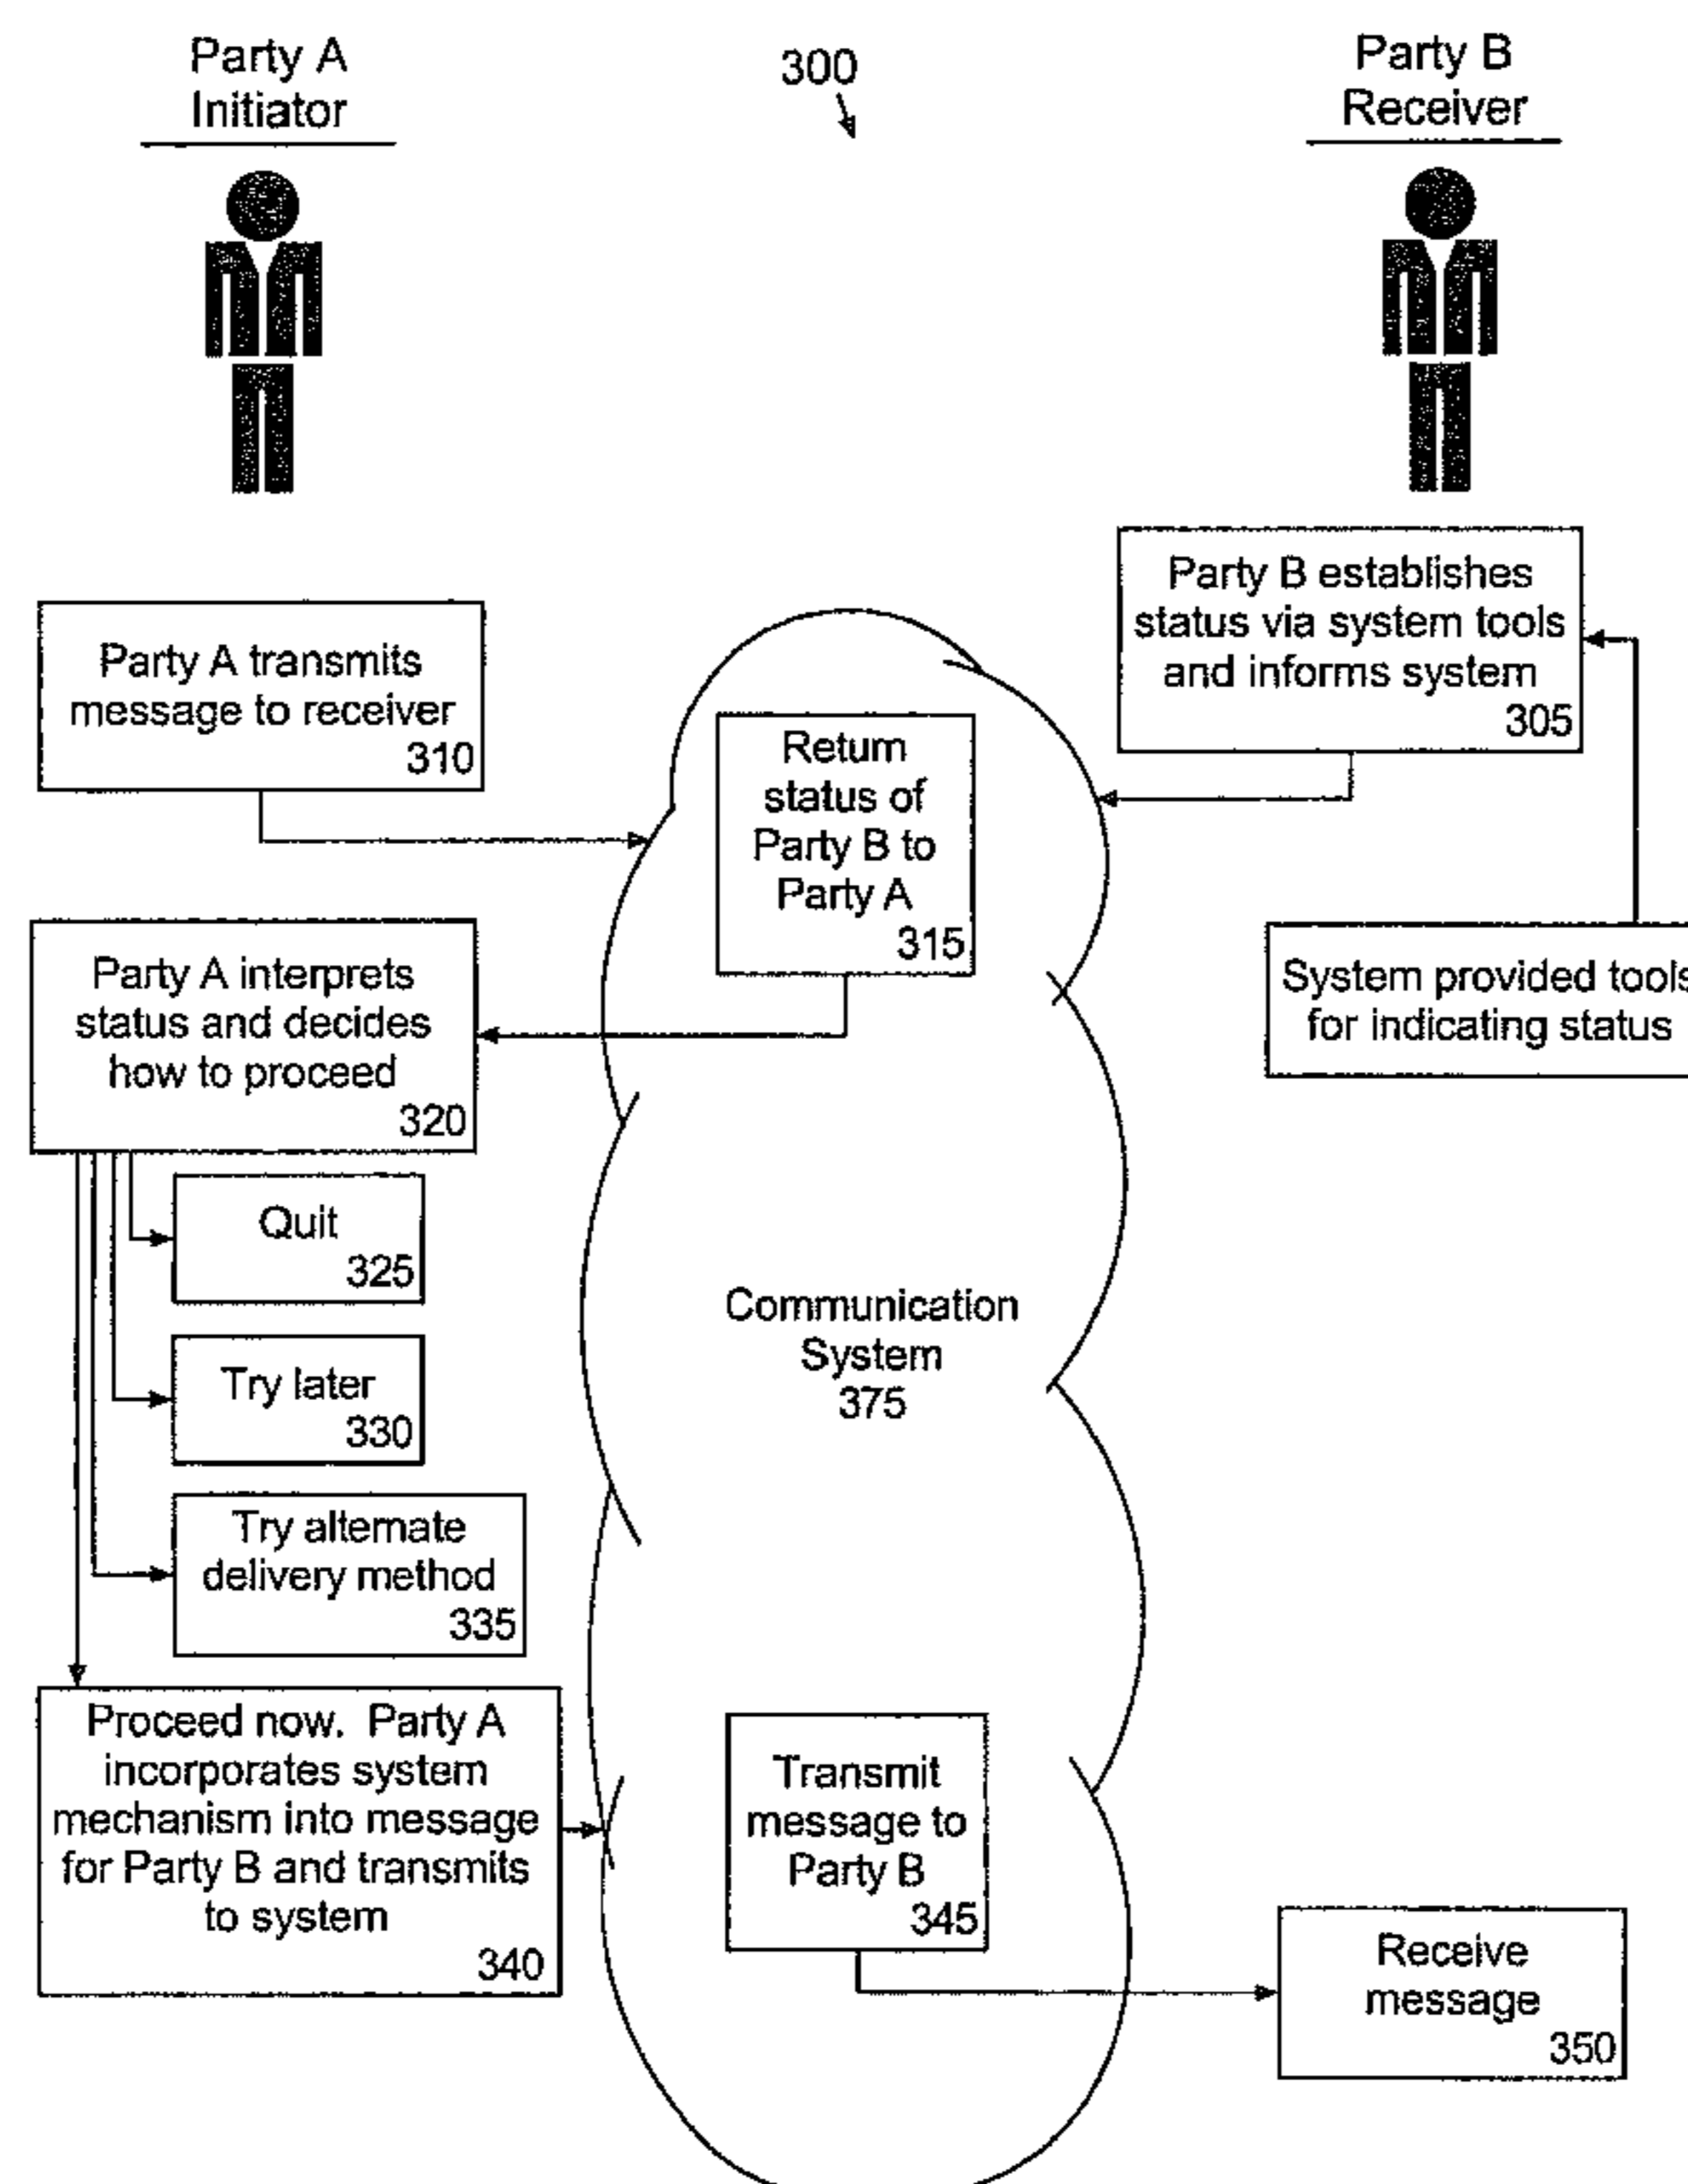 Party A
Initiator
300
Party B
Receiver
Party B establishes
status via system tools
and informs system
305
Party A transmits
message to receiver
310
Return
status of
Party B to
Party A
315
Party A interprets
status and decides
how to proceed
320
System provided tools
for indicating status
Quit
325
Try later
330
Try alternate
delivery method
335
Communication
System
375
Proceed now. Party A
incorporates system
mechanism into message
for Party B and transmits
to system
340
Transmit
message to
Party B
345
Receive
message
350